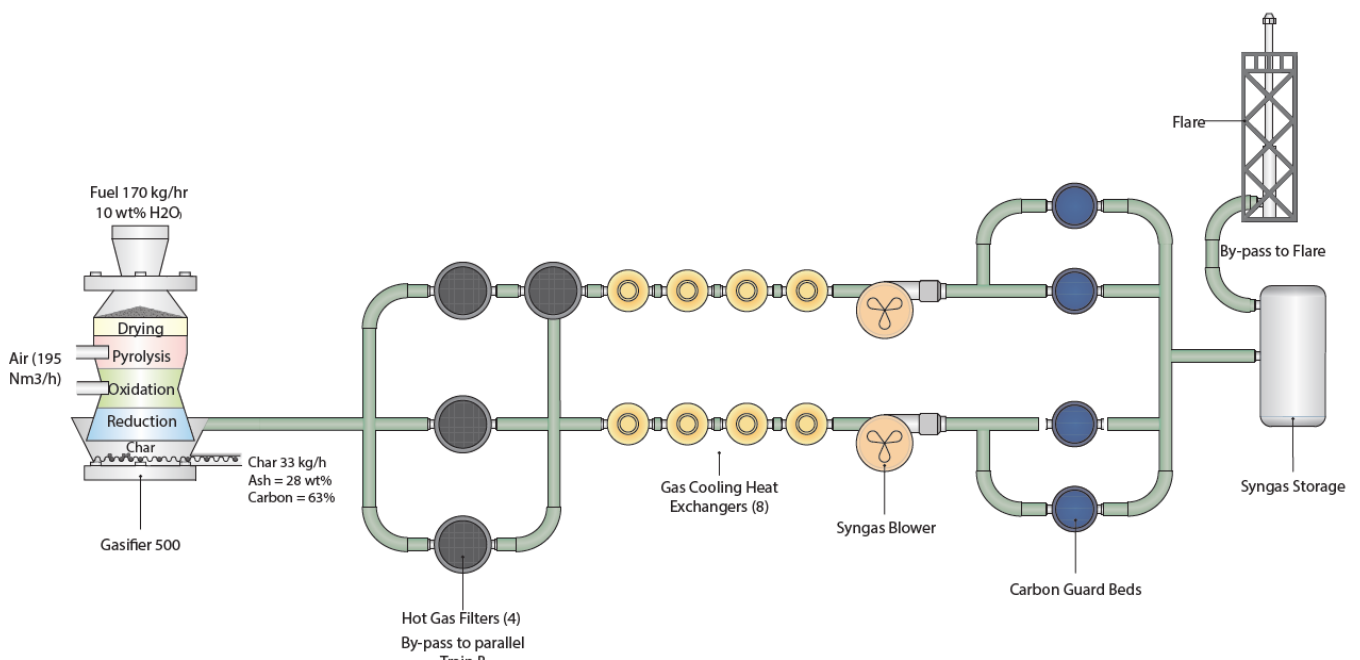 Flare
Fuel 170 kg/hr
10 wt% H2O)
By-pass to Flare
Drying
Air (195
Nm3/h)
Pyrolysis
Oxidation
Reduction
Char
Char 33 kg/h
Ash = 28 wt%
Carbon = 63%
Gasifier 500
Gas Cooling Heat
Exchangers (8)
Syngas Blower
Syngas Storage
Carbon Guard Beds
Hot Gas Filters (4)
By-pass to parallel
Train B